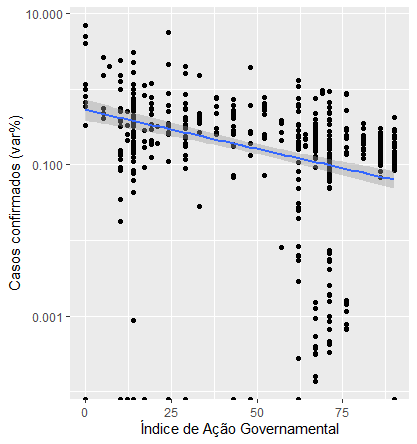 10.000
Casos confirmados (var%)
0.100
0.001
0 25 50 75
Índice de Ação Governamental